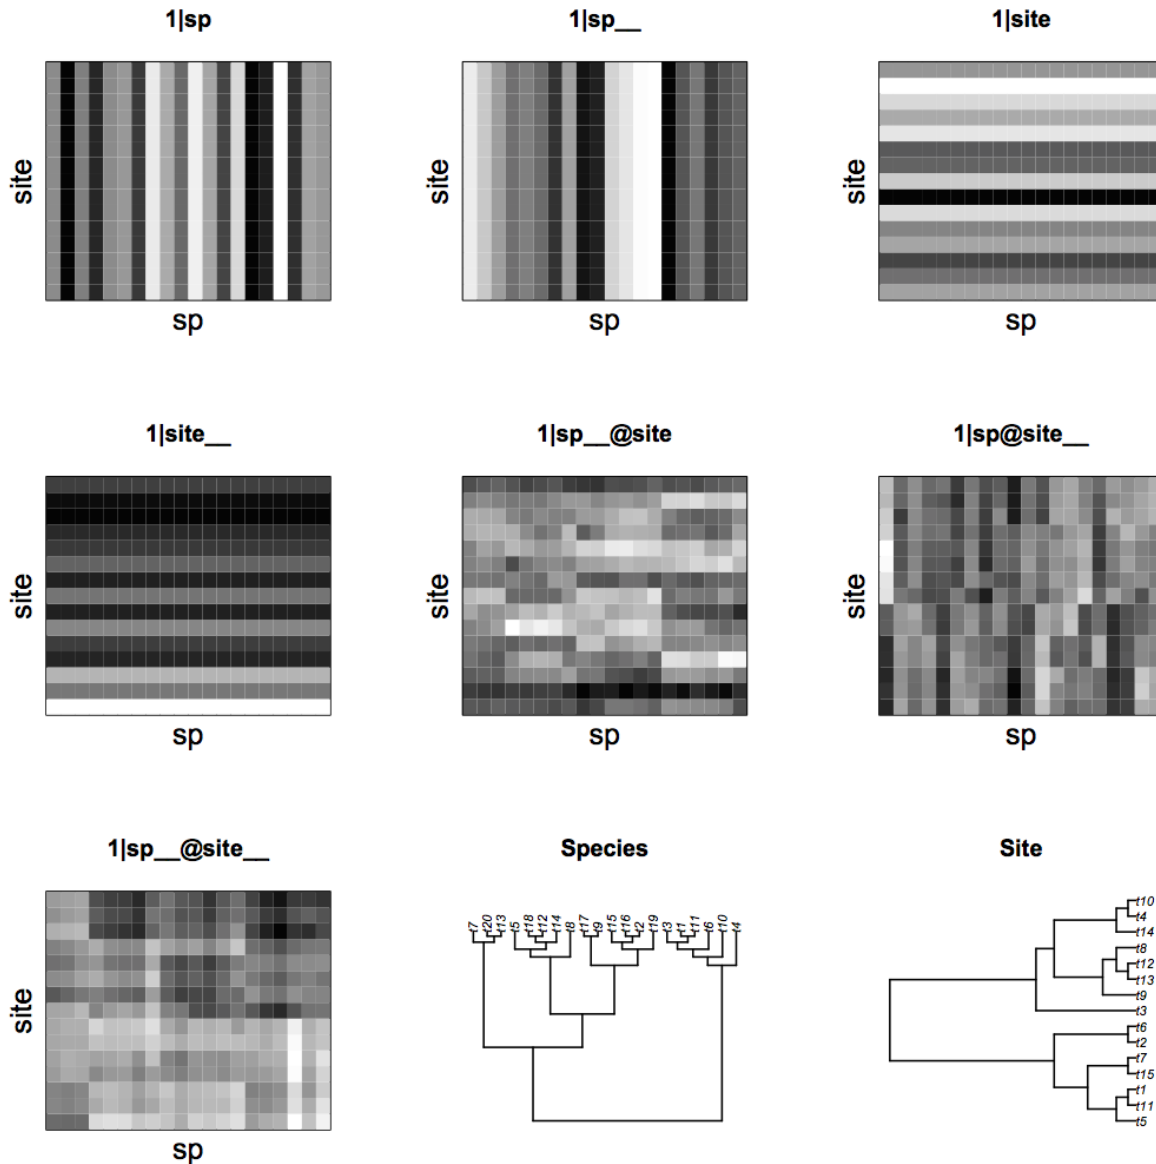 1|sp
1|sp__
1|site
site
site
site
sp
sp
sp
1|site__
1|sp__@site
1|sp@site__
site
site
site
sp
sp
sp
1|sp__@site__
Species
Site
site
sp
t7
t20
t13
t5
t18
t12
t14
t8
t17
t9
t15
t16
t2
t19
t3
t1
t11
t6
t10
t4
t10
t4
t14
t8
t12
t13
t9
t3
t6
t2
t7
t15
t1
t11
t5